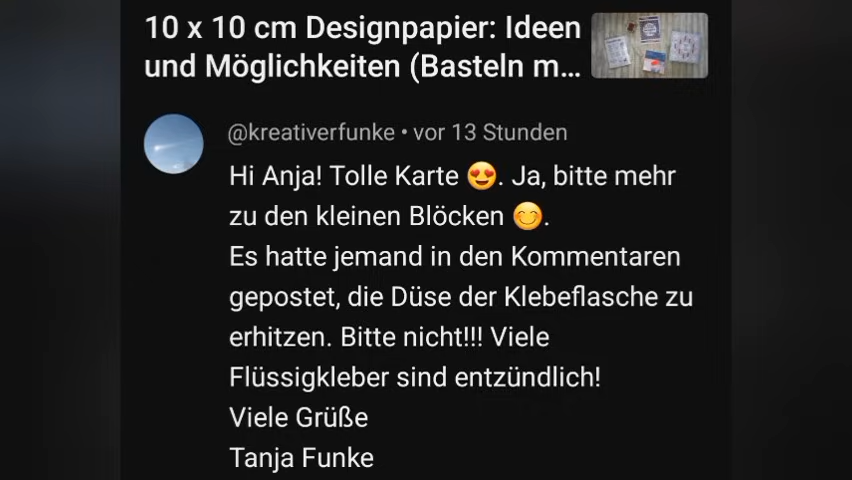 10 x 10 cm Designpapier: Ideen
und Möglichkeiten (Basteln m...
@kreativerfunke • vor 13 Stunden
Hi Anja! Tolle Karte 😍. Ja, bitte mehr
zu den kleinen Blöcken 😊.
Es hatte jemand in den Kommentaren
gepostet, die Düse der Klebeflasche zu
erhitzen. Bitte nicht!!! Viele
Flüssigkleber sind entzündlich!
Viele Grüße
Tanja Funke